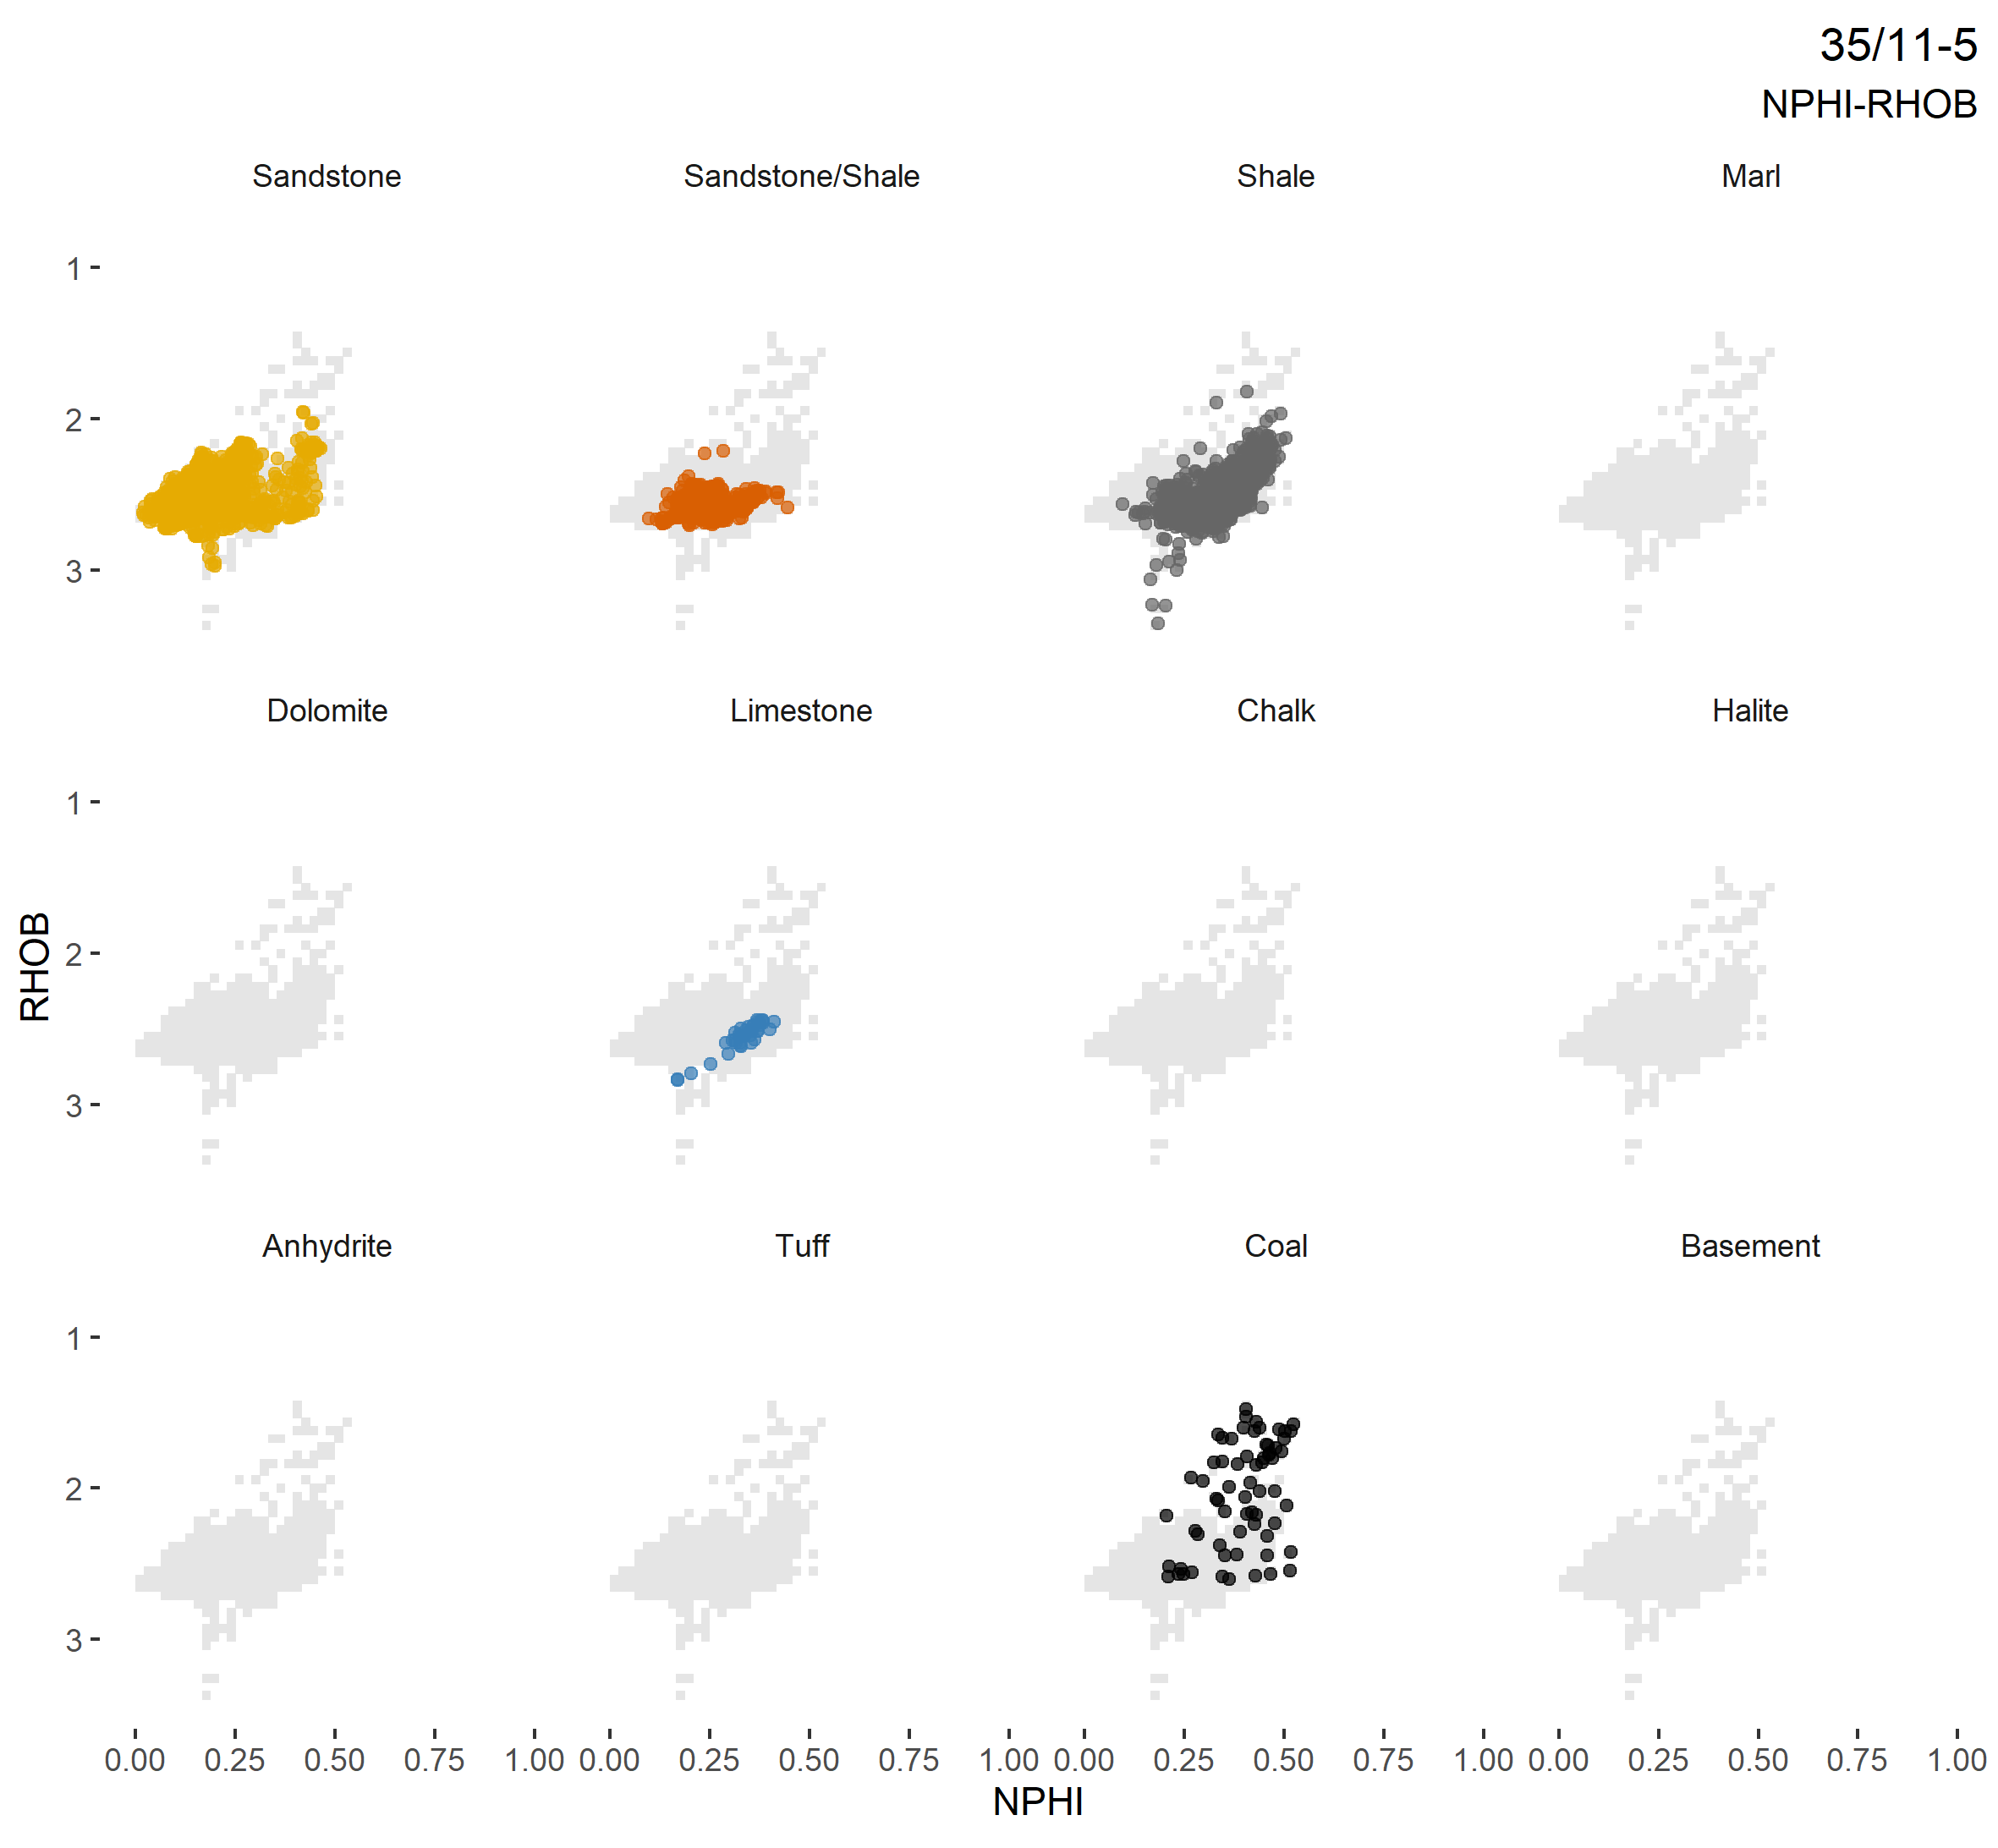 35/11-5
NPHI-RHOB
Sandstone Sandstone/Shale Shale Marl
1
2
3
Dolomite Limestone Chalk Halite
1
2
3
RHOB
Anhydrite Tuff Coal Basement
1
2
3
0.00 0.25 0.50 0.75 1.00 0.00 0.25 0.50 0.75 1.00 0.00 0.25 0.50 0.75 1.00 0.00 0.25 0.50 0.75 1.00
NPHI